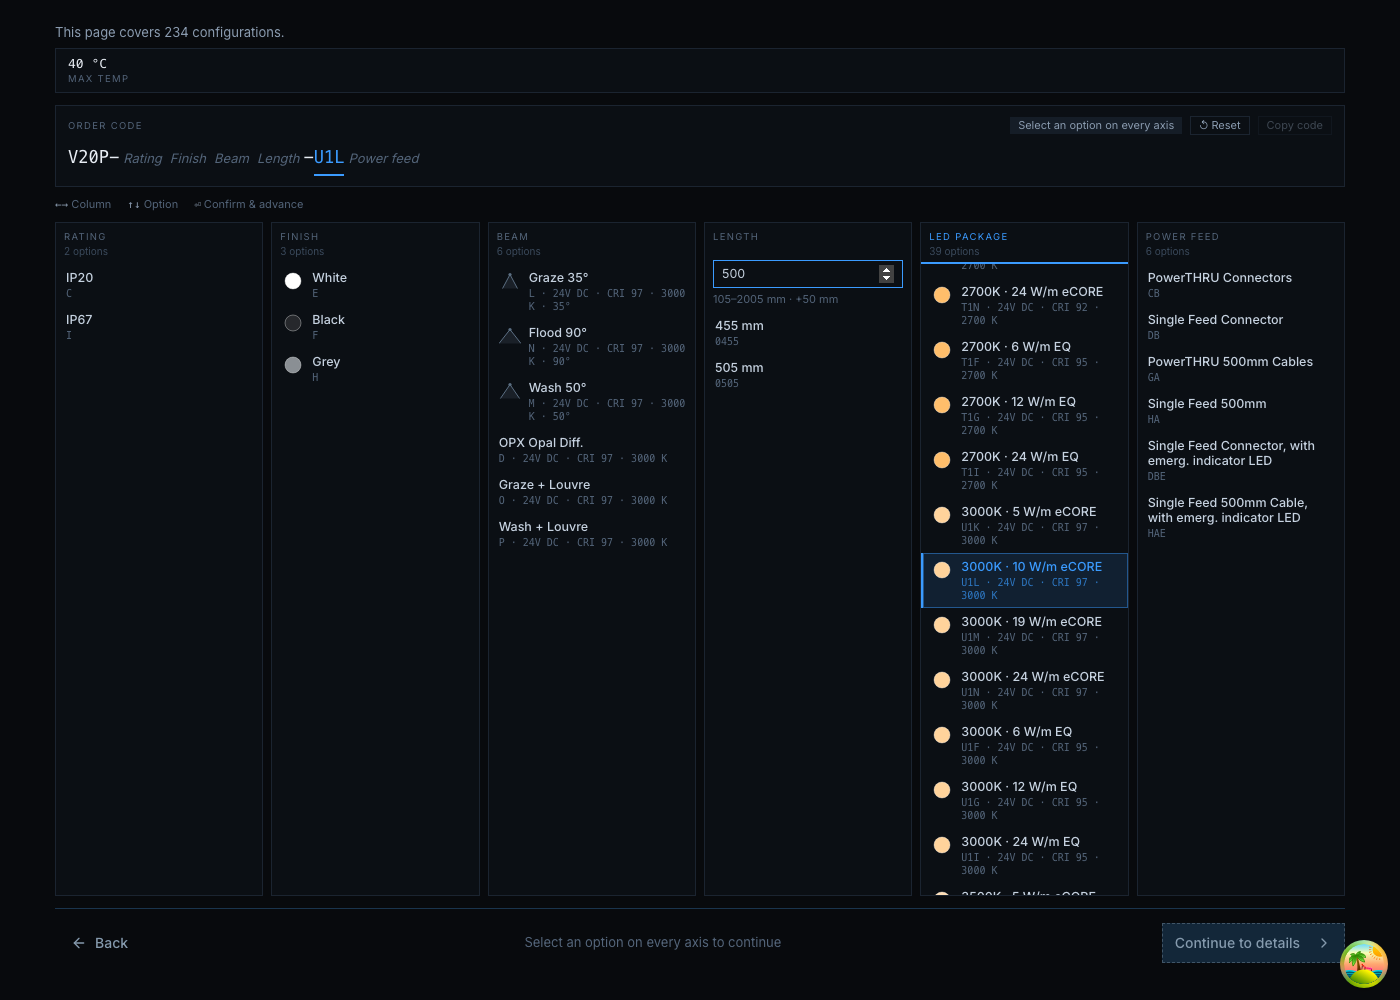 This page covers 234 configurations.
40 °C
MAX TEMP
ORDER CODE
Select an option on every axis
Reset
Copy code
V20P– Rating Finish Beam Length –U1L Power feed
←→ Column ↑↓ Option ⏎ Confirm & advance
RATING
2 options
IP20
C
IP67
I
FINISH
3 options
White
E
Black
F
Grey
H
BEAM
6 options
Graze 35°
L · 24V DC · CRI 97 · 3000
K · 35°
Flood 90°
N · 24V DC · CRI 97 · 3000
K · 90°
Wash 50°
M · 24V DC · CRI 97 · 3000
K · 50°
OPX Opal Diff.
D · 24V DC · CRI 97 · 3000 K
Graze + Louvre
O · 24V DC · CRI 97 · 3000 K
Wash + Louvre
P · 24V DC · CRI 97 · 3000 K
LENGTH
500
105–2005 mm · +50 mm
455 mm
0455
505 mm
0505
LED PACKAGE
39 options
2700 K
2700K · 24 W/m eCORE
T1N · 24V DC · CRI 92 ·
2700 K
2700K · 6 W/m EQ
T1F · 24V DC · CRI 95 ·
2700 K
2700K · 12 W/m EQ
T1G · 24V DC · CRI 95 ·
2700 K
2700K · 24 W/m EQ
T1I · 24V DC · CRI 95 ·
2700 K
3000K · 5 W/m eCORE
U1K · 24V DC · CRI 97 ·
3000 K
3000K · 10 W/m eCORE
U1L · 24V DC · CRI 97 ·
3000 K
3000K · 19 W/m eCORE
U1M · 24V DC · CRI 97 ·
3000 K
3000K · 24 W/m eCORE
U1N · 24V DC · CRI 97 ·
3000 K
3000K · 6 W/m EQ
U1F · 24V DC · CRI 95 ·
3000 K
3000K · 12 W/m EQ
U1G · 24V DC · CRI 95 ·
3000 K
3000K · 24 W/m EQ
U1I · 24V DC · CRI 95 ·
3000 K
3500K · 5 W/m eCORE
POWER FEED
6 options
PowerTHRU Connectors
CB
Single Feed Connector
DB
PowerTHRU 500mm Cables
GA
Single Feed 500mm
HA
Single Feed Connector, with
emerg. indicator LED
DBE
Single Feed 500mm Cable,
with emerg. indicator LED
HAE
Back
Select an option on every axis to continue
Continue to details